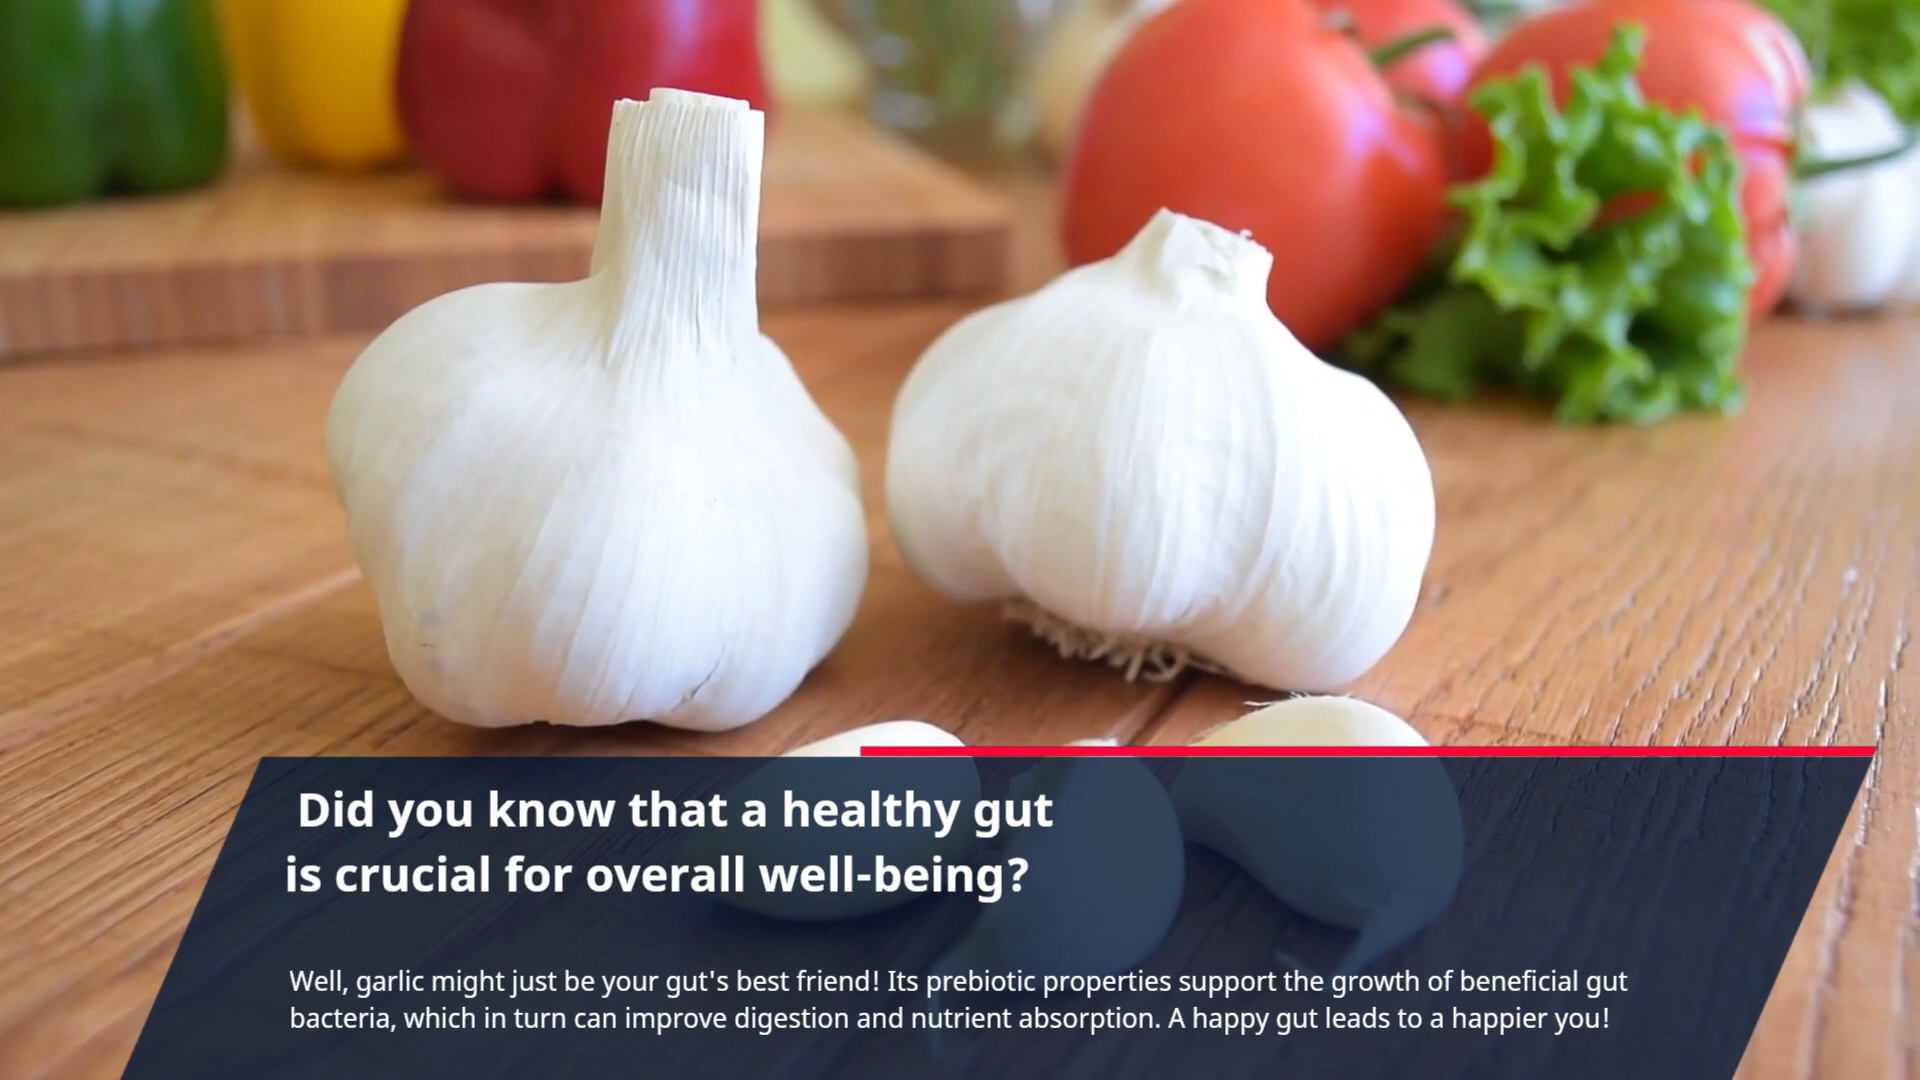 Did you know that a healthy gut
is crucial for overall well-being?
Well, garlic might just be your gut's best friend! Its prebiotic properties support the growth of beneficial gut
bacteria, which in turn can improve digestion and nutrient absorption. A happy gut leads to a happier you!